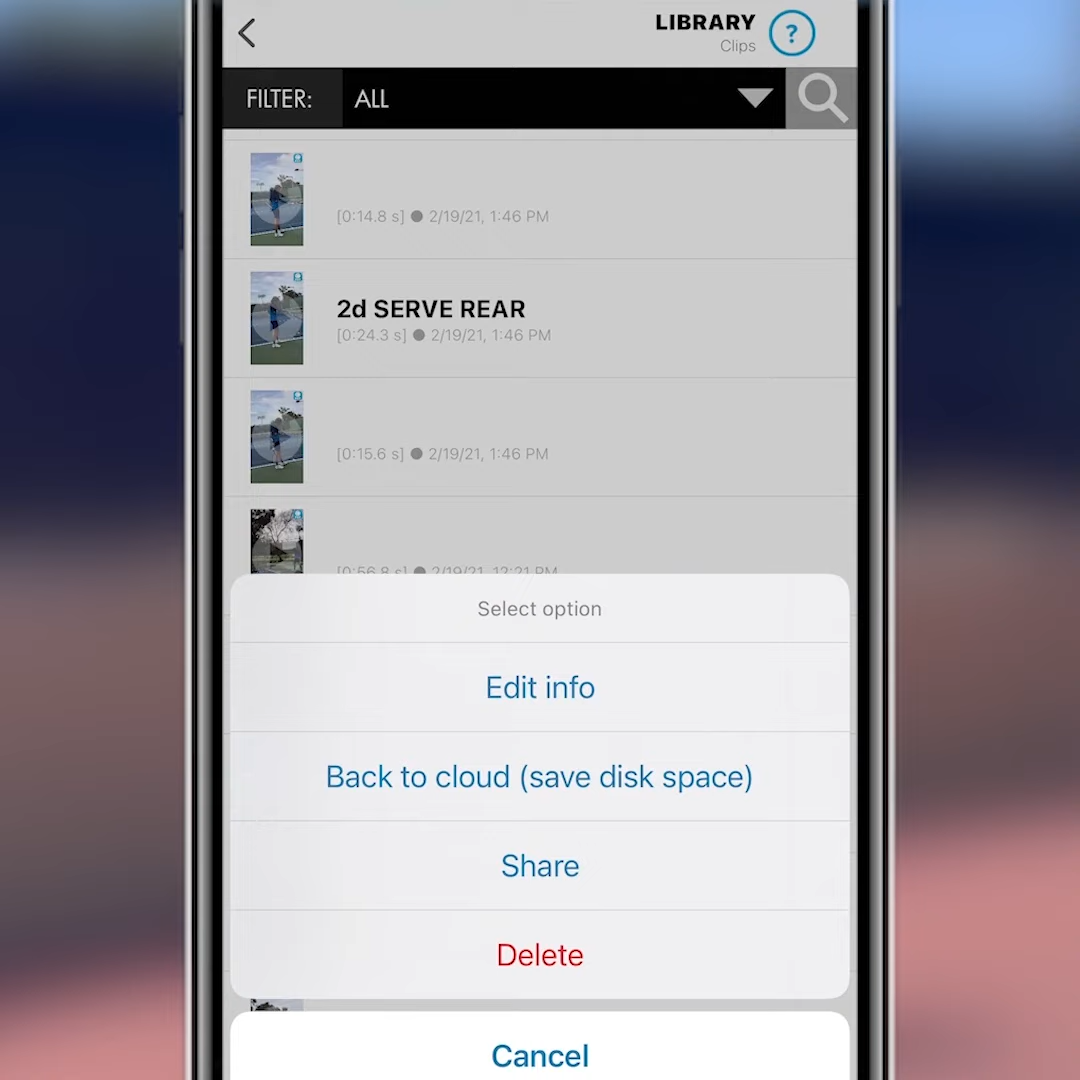 LIBRARY
Clips
?
FILTER: ALL
[0:14.8 s] ● 2/19/21, 1:46 PM
2d SERVE REAR
[0:24.3 s] ● 2/19/21, 1:46 PM
[0:15.6 s] ● 2/19/21, 1:46 PM
[0:56.8 s] ● 2/19/21, 12:21 PM
Select option
Edit info
Back to cloud (save disk space)
Share
Delete
Cancel